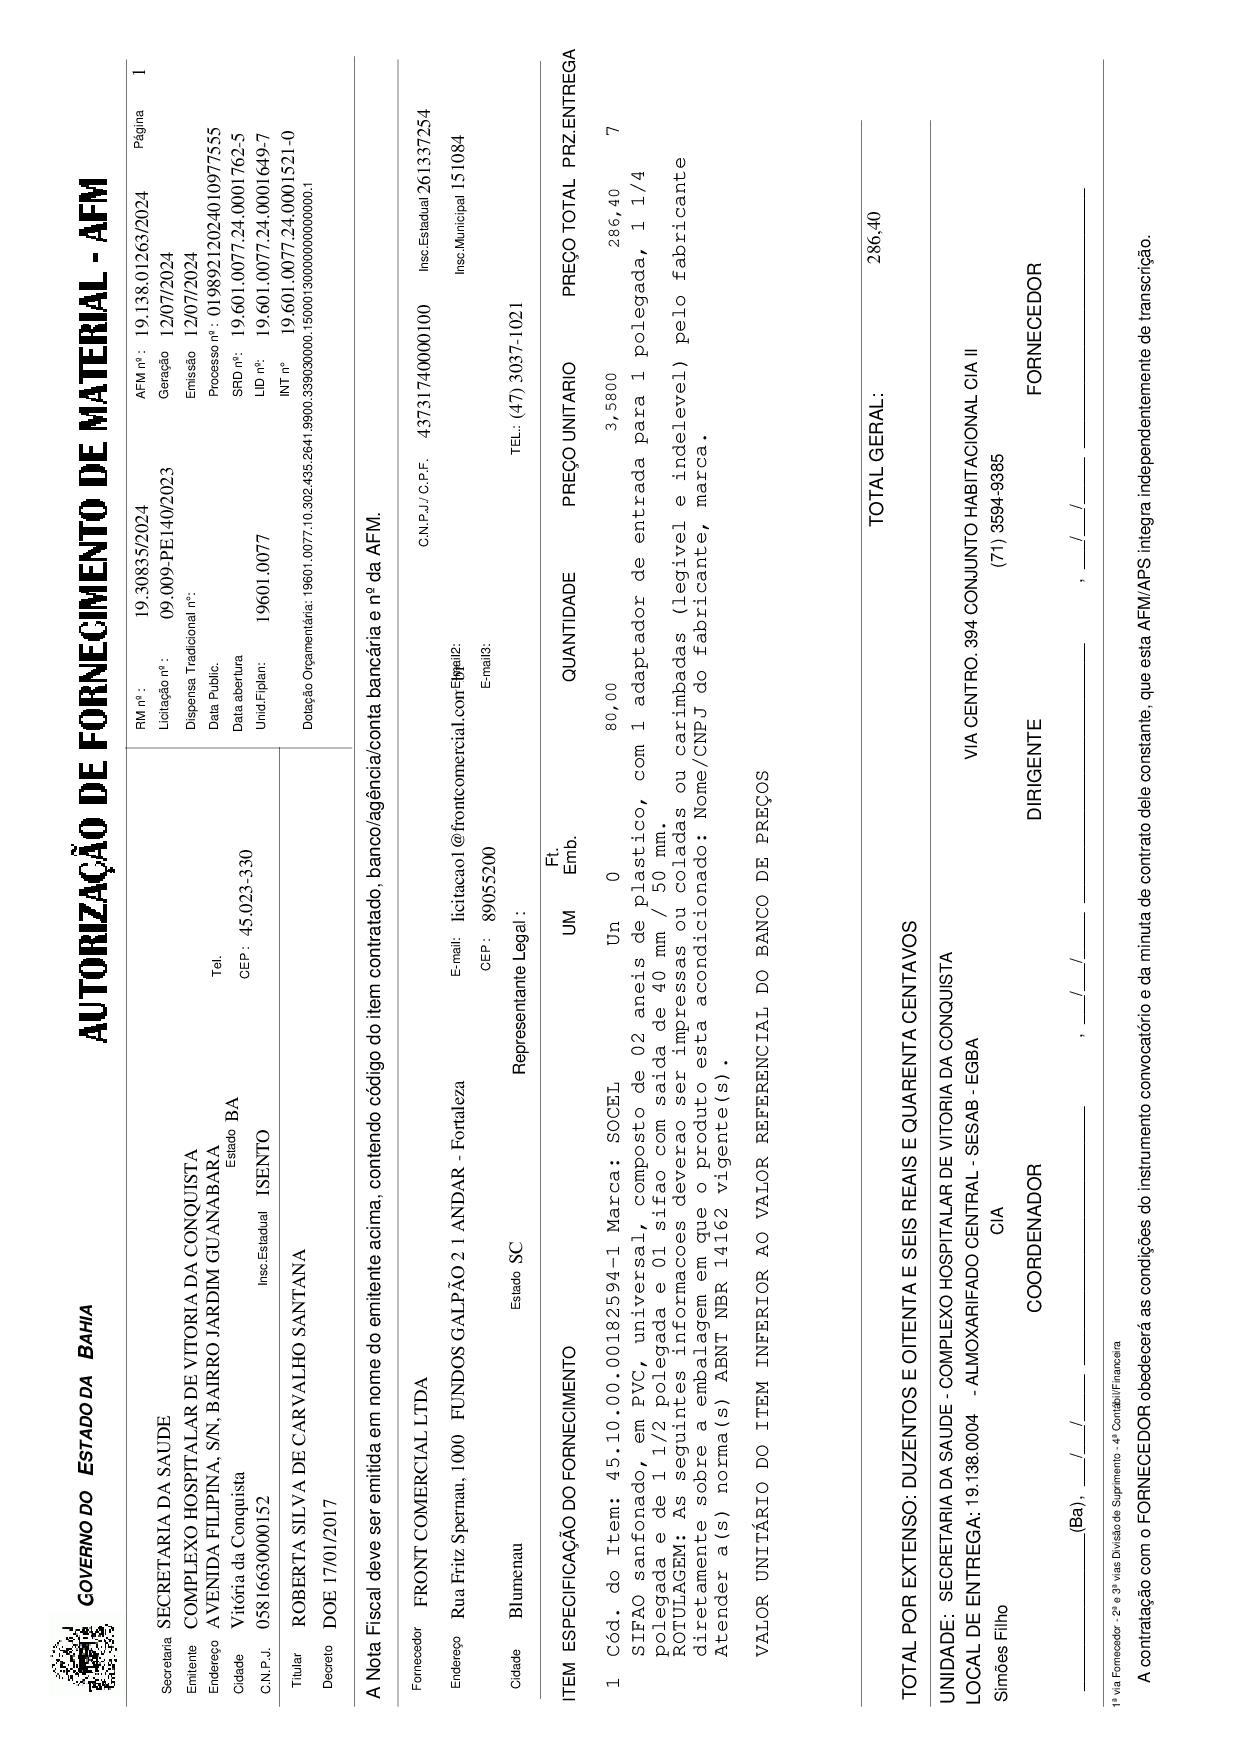 GOVERNO DO ESTADO DA BAHIA
AUTORIZAÇÃO DE FORNECIMENTO DE MATERIAL - AFM
RM nº : 19.30835/2024 AFM nº : 19.138.01263/2024 Página 1
Secretaria SECRETARIA DA SAUDE Licitação nº : 09.009-PE140/2023 Geração 12/07/2024
Emitente COMPLEXO HOSPITALAR DE VITORIA DA CONQUISTA Dispensa Tradicional n°: Emissão 12/07/2024
Endereço AVENIDA FILIPINA, S/N, BAIRRO JARDIM GUANABARA Tel. Data Public. Processo nº : 01989212024010977555
Cidade Vitória da Conquista Estado BA CEP : 45.023-330 Data abertura SRD nº: 19.601.0077.24.0001762-5
C.N.P.J. 05816630000152 Insc.Estadual ISENTO Unid.Fiplan: 19601.0077 LID nº: 19.601.0077.24.0001649-7
INT n° 19.601.0077.24.0001521-0
Titular ROBERTA SILVA DE CARVALHO SANTANA
Dotação Orçamentária: 19601.0077.10.302.435.2641.9900.339030000.15000130000000000000.1
Decreto DOE 17/01/2017
A Nota Fiscal deve ser emitida em nome do emitente acima, contendo código do item contratado, banco/agência/conta bancária e nº da AFM.
Fornecedor FRONT COMERCIAL LTDA C.N.P.J./ C.P.F. 43731740000100 Insc.Estadual 261337254
Endereço Rua Fritz Spernau, 1000 FUNDOS GALPÃO 2 1 ANDAR - Fortaleza E-mail: licitacao1@frontcomercial.com.br E-mail2: Insc.Municipal 151084
CEP : 89055200 E-mail3:
Cidade Blumenau Estado SC Representante Legal : TEL.: (47) 3037-1021
ITEM ESPECIFICAÇÃO DO FORNECIMENTO UM Ft. Emb. QUANTIDADE PREÇO UNITARIO PREÇO TOTAL PRZ.ENTREGA
1 Cód. do Item: 45.10.00.00182594-1 Marca: SOCEL Un 0 80,00 3,5800 286,40 7
SIFAO sanfonado, em PVC, universal, composto de 02 aneis de plastico, com 1 adaptador de entrada para 1 polegada, 1 1/4
polegada e de 1 1/2 polegada e 01 sifao com saida de 40 mm / 50 mm.
ROTULAGEM: As seguintes informacoes deverao ser impressas ou coladas ou carimbadas (legivel e indelevel) pelo fabricante
diretamente sobre a embalagem em que o produto esta acondicionado: Nome/CNPJ do fabricante, marca.
Atender a(s) norma(s) ABNT NBR 14162 vigente(s).
VALOR UNITÁRIO DO ITEM INFERIOR AO VALOR REFERENCIAL DO BANCO DE PREÇOS
TOTAL GERAL: 286,40
TOTAL POR EXTENSO: DUZENTOS E OITENTA E SEIS REAIS E QUARENTA CENTAVOS
UNIDADE: SECRETARIA DA SAUDE - COMPLEXO HOSPITALAR DE VITORIA DA CONQUISTA
LOCAL DE ENTREGA: 19.138.0004 - ALMOXARIFADO CENTRAL - SESAB - EGBA VIA CENTRO. 394 CONJUNTO HABITACIONAL CIA II
Simões Filho CIA (71) 3594-9385
COORDENADOR DIRIGENTE FORNECEDOR
_________________(Ba), ___/___/_____ ____________________________ , ___/___/_____ ____________________________ , ___/___/_____ ____________________________
1ª via Fornecedor - 2ª e 3ª vias Divisão de Suprimento - 4ª Contábil/Financeira
A contratação com o FORNECEDOR obedecerá as condições do instrumento convocatório e da minuta de contrato dele constante, que esta AFM/APS integra independentemente de transcrição.